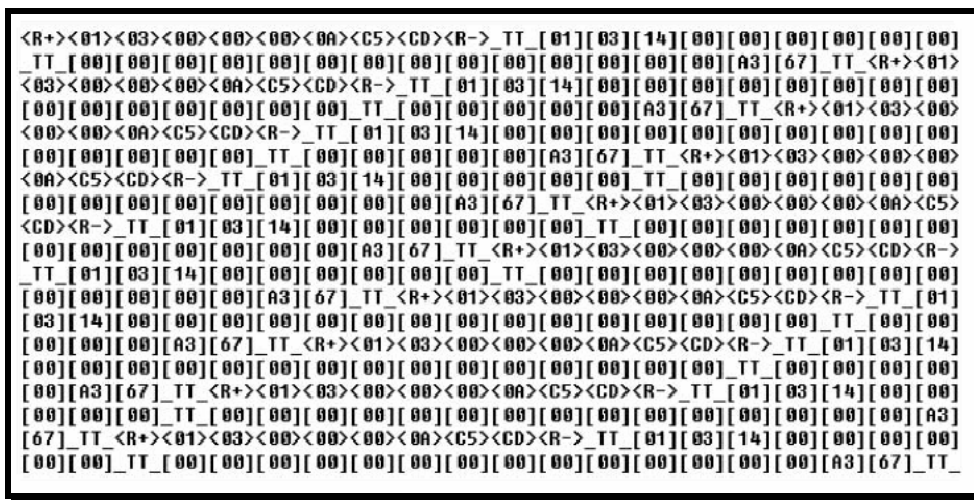 <R+><01><03><00><00><00><0A><C5><CD><R->_TT_[01][03][14][00][00][00][00][00][00]
_TT_[00][00][00][00][00][00][00][00][00][00][00][00][00][00][A3][67]_TT_<R+><01>
<03><00><00><00><0A><C5><CD><R->_TT_[01][03][14][00][00][00][00][00][00][00][00]
[00][00][00][00][00][00][00]_TT_[00][00][00][00][00][A3][67]_TT_<R+><01><03><00>
<00><00><0A><C5><CD><R->_TT_[01][03][14][00][00][00][00][00][00][00][00][00][00]
[00][00][00][00][00]_TT_[00][00][00][00][00][A3][67]_TT_<R+><01><03><00><00><00>
<0A><C5><CD><R->_TT_[01][03][14][00][00][00][00][00]_TT_[00][00][00][00][00][00]
[00][00][00][00][00][00][00][00][00][A3][67]_TT_<R+><01><03><00><00><00><0A><C5>
<CD><R->_TT_[01][03][14][00][00][00][00][00][00]_TT_[00][00][00][00][00][00][00]
[00][00][00][00][00][00][00][A3][67]_TT_<R+><01><03><00><00><00><0A><C5><CD><R->
_TT_[01][03][14][00][00][00][00][00][00]_TT_[00][00][00][00][00][00][00][00][00]
[00][00][00][00][00][A3][67]_TT_<R+><01><03><00><00><00><0A><C5><CD><R->_TT_[01]
[03][14][00][00][00][00][00][00][00][00][00][00][00][00][00][00][00]_TT_[00][00]
[00][00][00][A3][67]_TT_<R+><01><03><00><00><00><0A><C5><CD><R->_TT_[01][03][14]
[00][00][00][00][00][00][00][00][00][00][00][00][00][00][00]_TT_[00][00][00][00]
[00][A3][67]_TT_<R+><01><03><00><00><00><0A><C5><CD><R->_TT_[01][03][14][00][00]
[00][00][00]_TT_[00][00][00][00][00][00][00][00][00][00][00][00][00][00][00][A3]
[67]_TT_<R+><01><03><00><00><00><0A><C5><CD><R->_TT_[01][03][14][00][00][00][00]
[00][00]_TT_[00][00][00][00][00][00][00][00][00][00][00][00][00][00][A3][67]_TT_